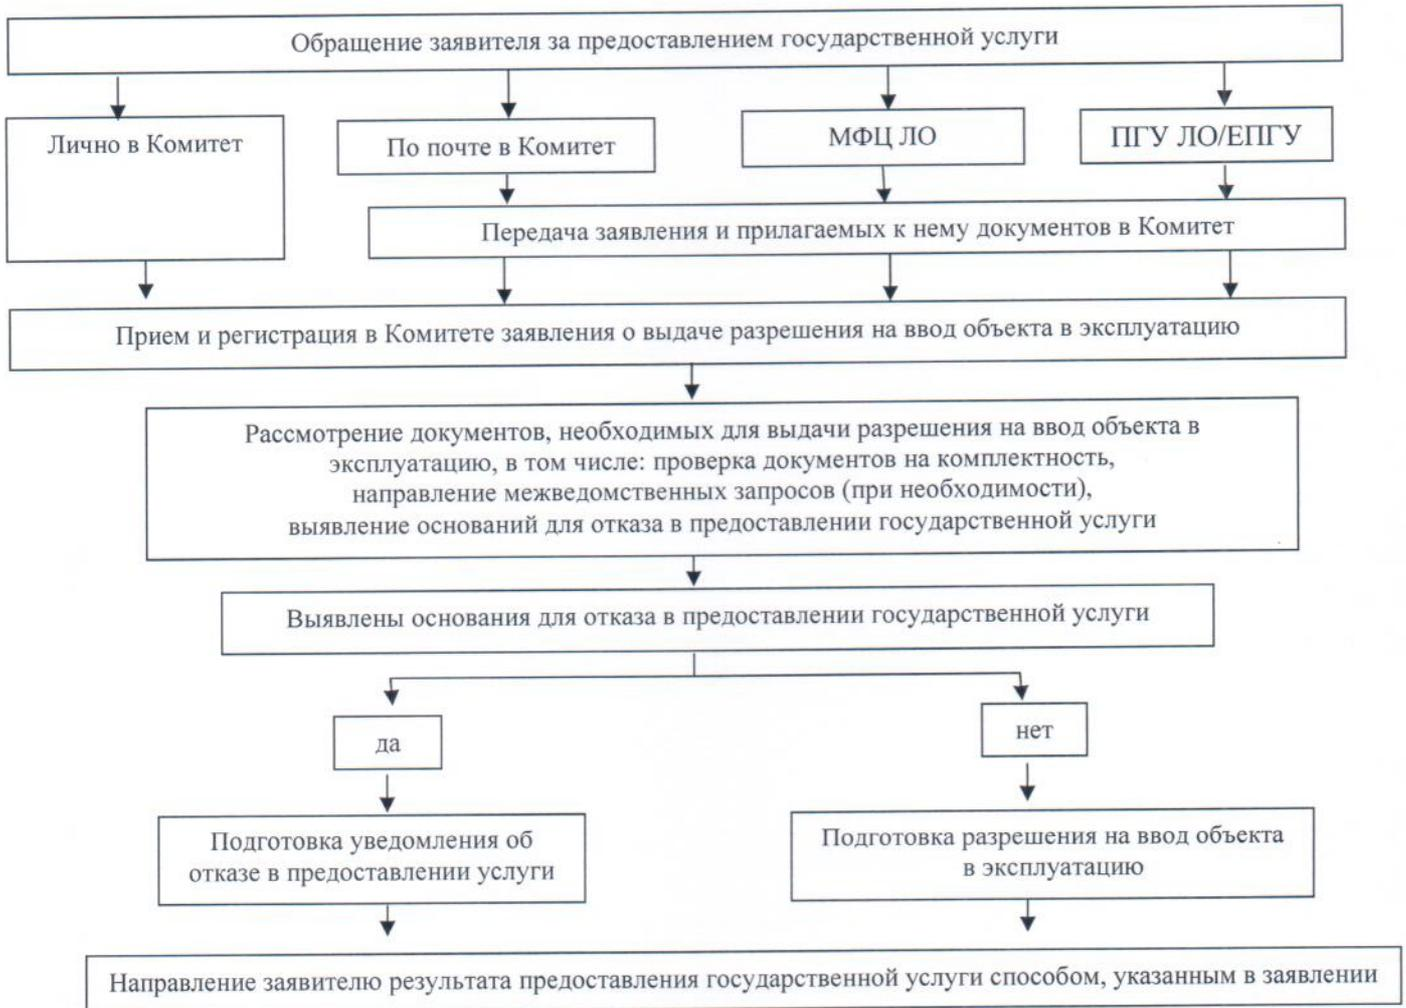 Обращение заявителя за предоставлением государственной услуги
Лично в Комитет
По почте в Комитет
МФЦ ЛО
ПГУ ЛО/ЕПГУ
Передача заявления и прилагаемых к нему документов в Комитет
Прием и регистрация в Комитете заявления о выдаче разрешения на ввод объекта в эксплуатацию
Рассмотрение документов, необходимых для выдачи разрешения на ввод объекта в
эксплуатацию, в том числе: проверка документов на комплектность,
направление межведомственных запросов (при необходимости),
выявление оснований для отказа в предоставлении государственной услуги
Выявлены основания для отказа в предоставлении государственной услуги
да
нет
Подготовка уведомления об
отказе в предоставлении услуги
Подготовка разрешения на ввод объекта
в эксплуатацию
Направление заявителю результата предоставления государственной услуги способом, указанным в заявлении